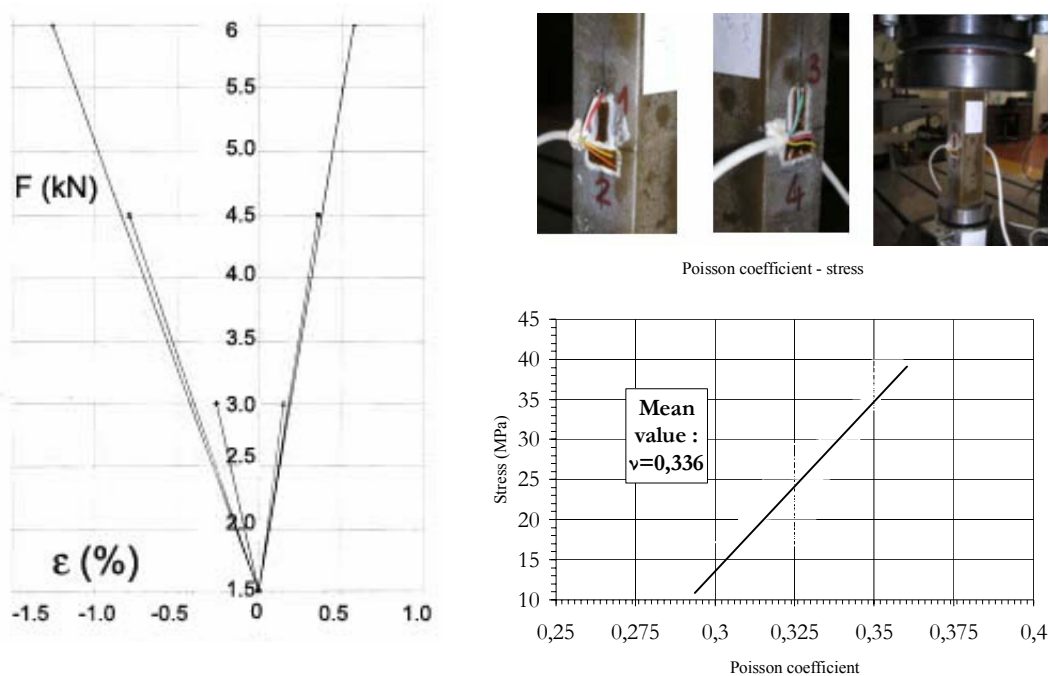 6
5.5
5.0
F (kN)
4.5
4.0
3.5
3.0
2.5
2.0
ε (%)
1.5
-1.5 -1.0 -0.5 0 0.5 1.0
1
2
3
4
Poisson coefficient - stress
45
40
35
30
25
20
15
10
Stress (MPa)
Mean
value :
ν=0,336
0,25 0,275 0,3 0,325 0,35 0,375 0,4
Poisson coefficient